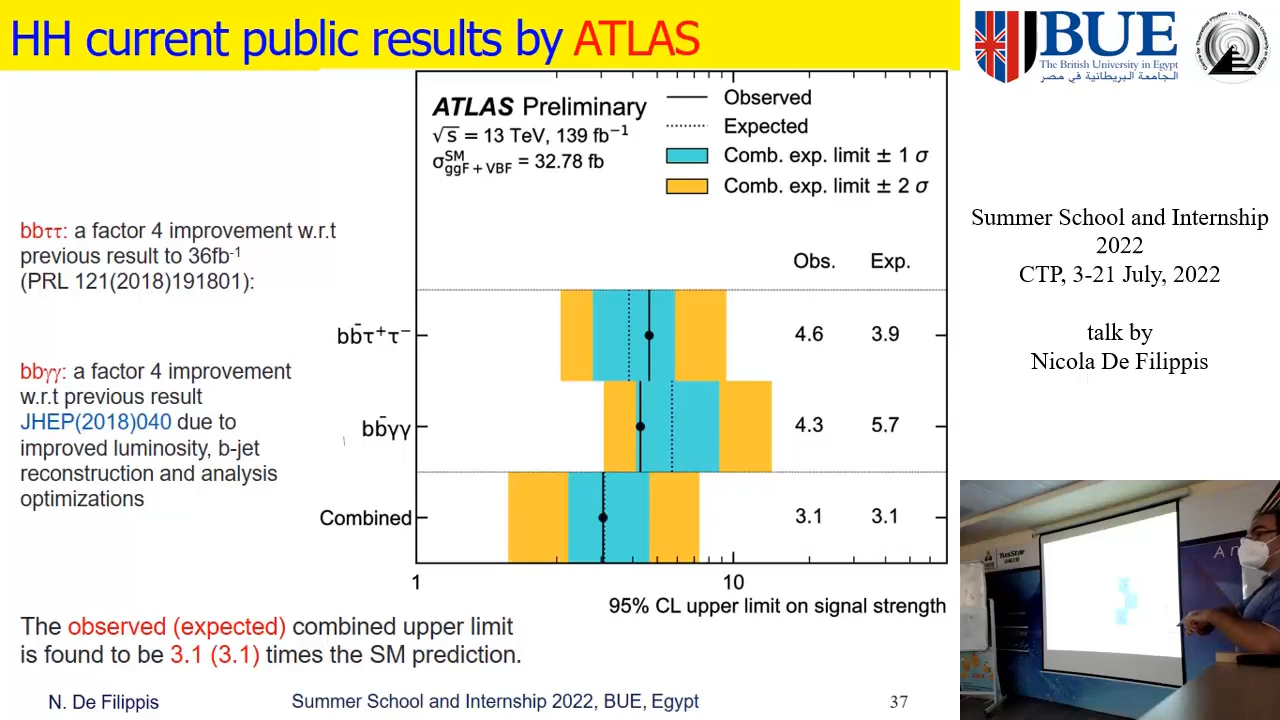 HH current public results by ATLAS
BUE
The British University in Egypt
الجامعة البريطانية في مصر
ATLAS Preliminary
√s = 13 TeV, 139 fb⁻¹
σ^SM_ggF+VBF = 32.78 fb
Observed
Expected
Comb. exp. limit ± 1 σ
Comb. exp. limit ± 2 σ
Obs. Exp.
bb̄τ⁺τ⁻ 4.6 3.9
bb̄γγ 4.3 5.7
Combined 3.1 3.1
1 10
95% CL upper limit on signal strength
bbττ: a factor 4 improvement w.r.t
previous result to 36fb⁻¹
(PRL 121(2018)191801):
bbγγ: a factor 4 improvement
w.r.t previous result
JHEP(2018)040 due to
improved luminosity, b-jet
reconstruction and analysis
optimizations
The observed (expected) combined upper limit
is found to be 3.1 (3.1) times the SM prediction.
N. De Filippis
Summer School and Internship 2022, BUE, Egypt
37
Summer School and Internship
2022
CTP, 3-21 July, 2022
talk by
Nicola De Filippis
TusStar